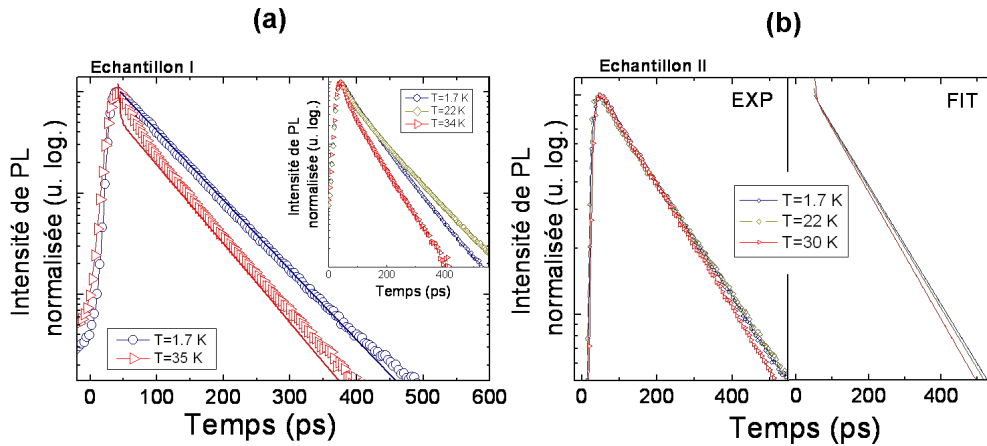 (a)
Echantillon I
Intensité de PL
normalisée (u. log.)
T=1.7 K
T=35 K
0 100 200 300 400 500 600
Temps (ps)
Intensité de PL
normalisée (u. log.)
T=1.7 K
T=22 K
T=34 K
0 200 400
Temps (ps)
(b)
Echantillon II
Intensité de PL
normalisée (u. log.)
EXP
FIT
T=1.7 K
T=22 K
T=30 K
0 200 400 0 200 400
Temps (ps)